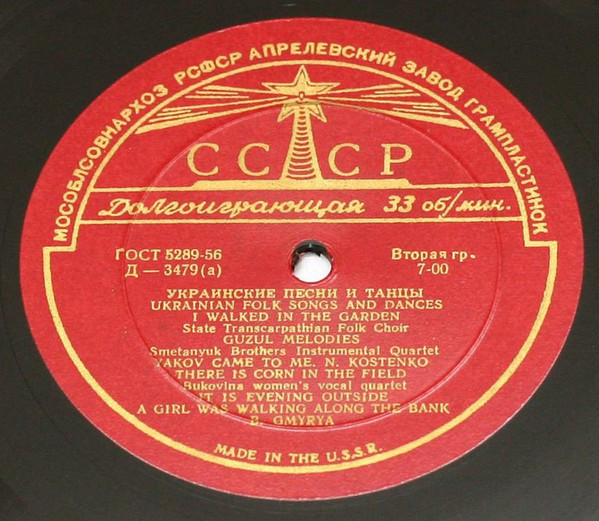 МОСОБЛСОВНАРХОЗ РСФСР АПРЕЛЕВСКИЙ ЗАВОД ГРАМПЛАСТИНОК
СССР
Долгоиграющая 33 об/мин.
ГОСТ 5289-56
Д — 3479 (а)
Вторая гр.
7-00
УКРАИНСКИЕ ПЕСНИ И ТАНЦЫ
UKRAINIAN FOLK SONGS AND DANCES
I WALKED IN THE GARDEN
State Transcarpathian Folk Choir
GUZUL MELODIES
Smetanyuk Brothers Instrumental Quartet
YAKOV CAME TO ME. N. KOSTENKO
THERE IS CORN IN THE FIELD
Bukovina women's vocal quartet
IT IS EVENING OUTSIDE
A GIRL WAS WALKING ALONG THE BANK
B. GMYRYA
MADE IN THE U.S.S.R.